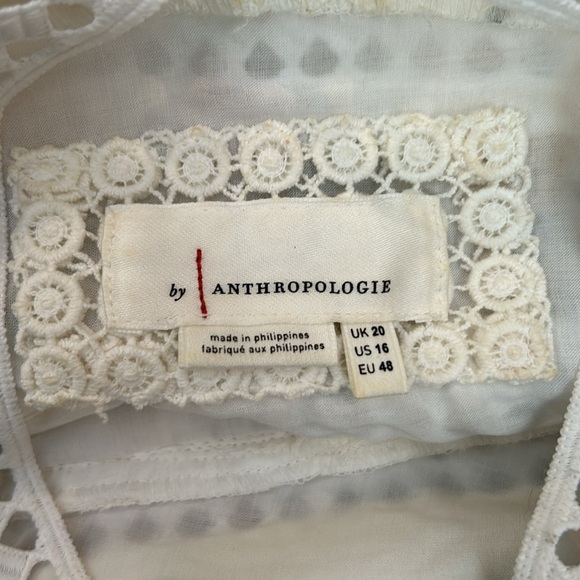 by ANTHROPOLOGIE
made in philippines
fabriqué aux philippines
UK 20
US 16
EU 48